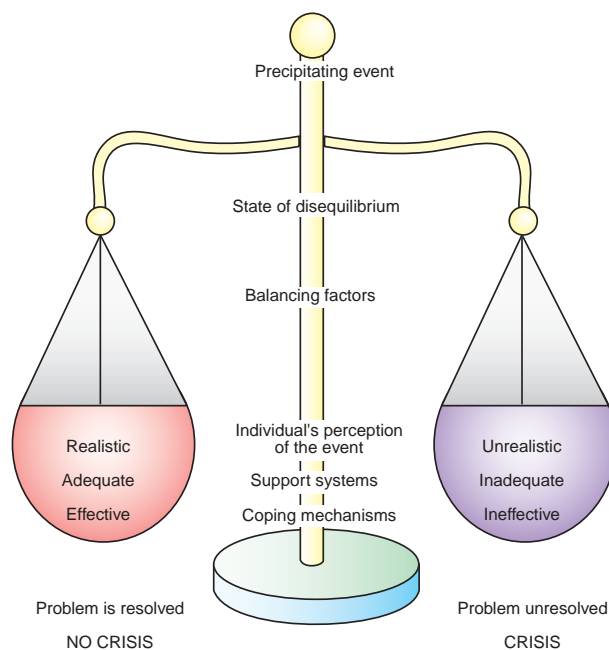 Precipitating event
State of disequilibrium
Balancing factors
Individual's perception
of the event
Support systems
Coping mechanisms
Realistic
Adequate
Effective
Unrealistic
Inadequate
Ineffective
Problem is resolved
NO CRISIS
Problem unresolved
CRISIS